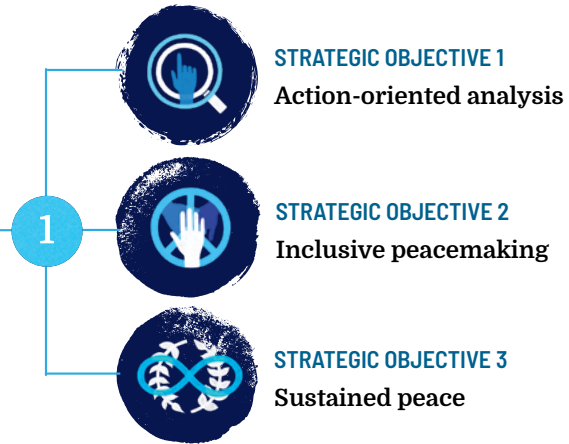 STRATEGIC OBJECTIVE 1
Action-oriented analysis
1
STRATEGIC OBJECTIVE 2
Inclusive peacemaking
STRATEGIC OBJECTIVE 3
Sustained peace